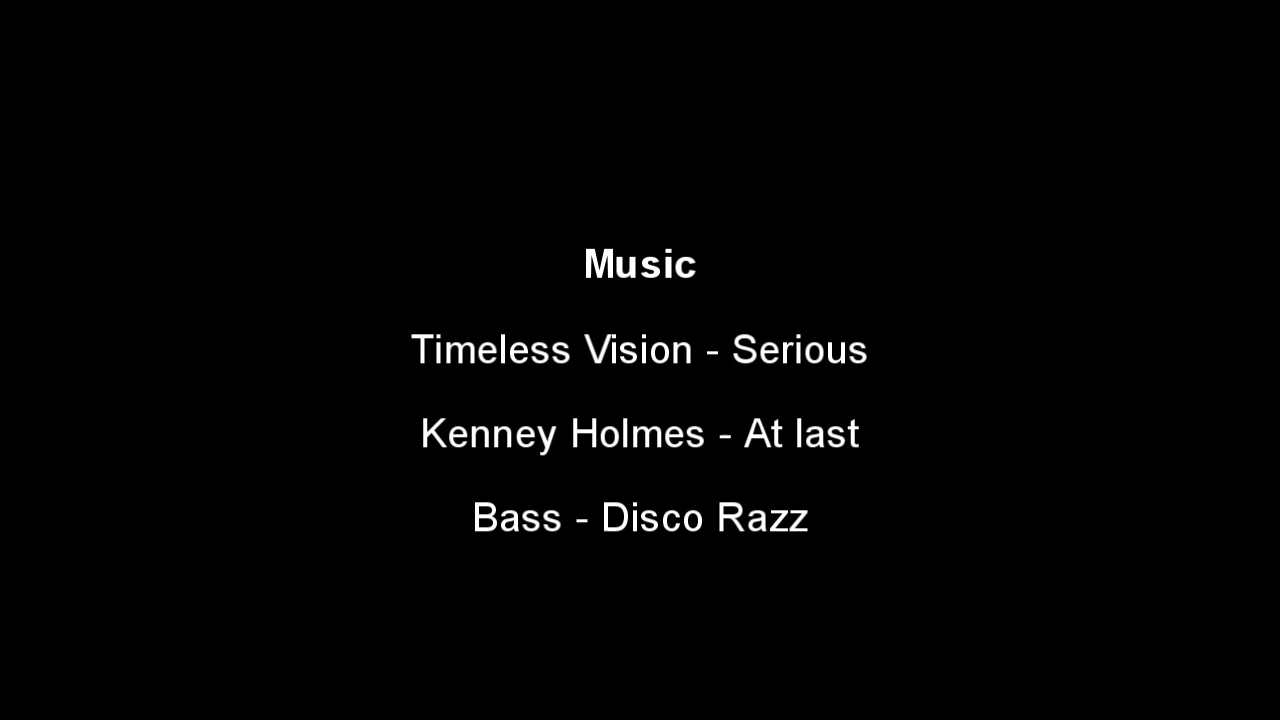 Music
Timeless Vision - Serious
Kenney Holmes - At last
Bass - Disco Razz